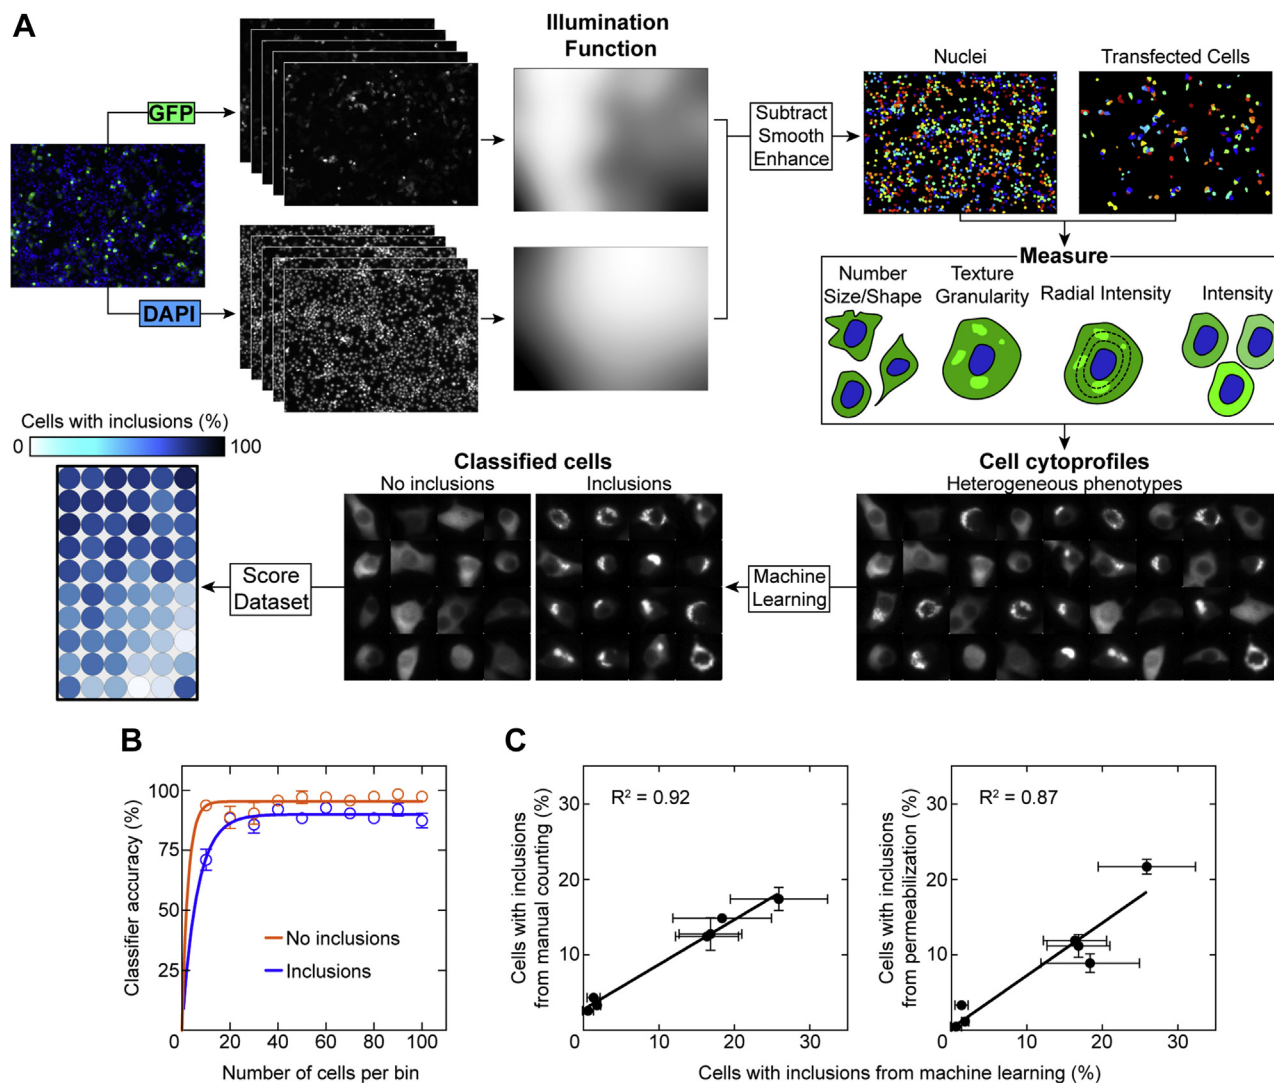 A
GFP
DAPI
Illumination
Function
Subtract
Smooth
Enhance
Nuclei
Transfected Cells
Measure
Number
Size/Shape
Texture
Granularity
Radial Intensity
Intensity
Cell cytoprofiles
Heterogeneous phenotypes
Machine
Learning
Classified cells
No inclusions
Inclusions
Score
Dataset
Cells with inclusions (%)
0
100
B
Classifier accuracy (%)
100
75
50
25
No inclusions
Inclusions
0 20 40 60 80 100
Number of cells per bin
C
Cells with inclusions
from manual counting (%)
R² = 0.92
30
20
10
0 10 20 30
Cells with inclusions
from permeabilization (%)
R² = 0.87
30
20
10
0 10 20 30
Cells with inclusions from machine learning (%)